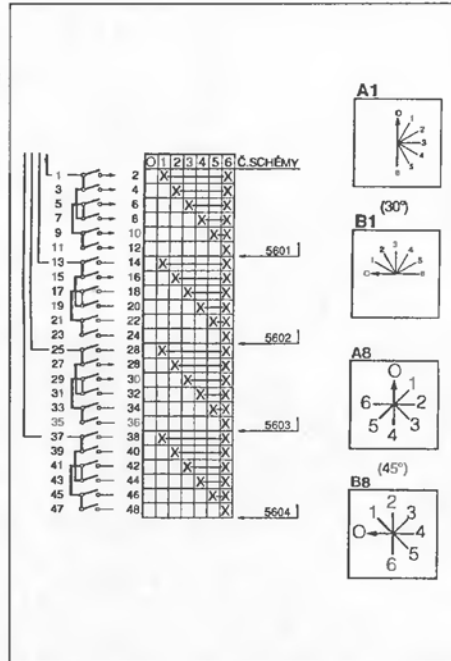 O 1 2 3 4 5 6 Č.SCHÉMY
1 2 X X
3 4 X X
5 6 X X
7 8 X X
9 10 X X
11 12 X
5601
13 14 X X
15 16 X X
17 18 X X
19 20 X X
21 22 X X
23 24 X
5602
25 28 X X
27 28 X X
29 30 X X
31 32 X X
33 34 X X
35 36 X
5603
37 38 X X
39 40 X X
41 42 X X
43 44 X X
45 46 X X
47 48 X
5604
A1
O 1 2 3 4 5 6
(30°)
B1
O 1 2 3 4 5 6
A8
O 1 2 3 4 5 6
(45°)
B8
O 1 2 3 4 5 6